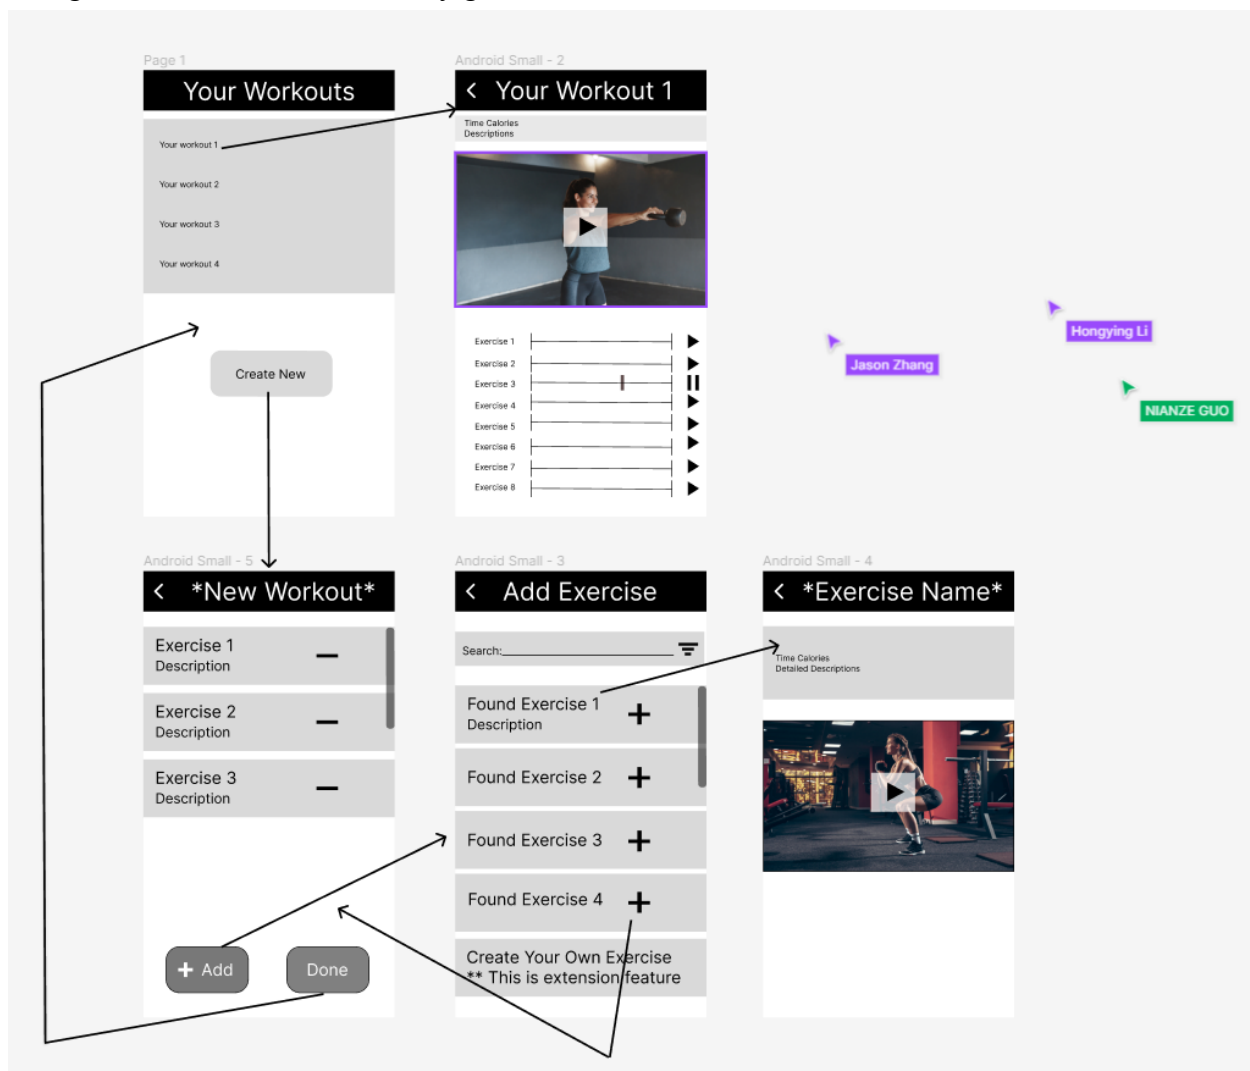 Page 1
Your Workouts
Your workout 1
Your workout 2
Your workout 3
Your workout 4
Create New
Android Small - 2
Your Workout 1
Time Calories
Descriptions
Exercise 1
Exercise 2
Exercise 3
Exercise 4
Exercise 5
Exercise 6
Exercise 7
Exercise 8
Jason Zhang
Hongying Li
NIANZE GUO
Android Small - 5
*New Workout*
Exercise 1
Description
Exercise 2
Description
Exercise 3
Description
+ Add
Done
Android Small - 3
Add Exercise
Search:
Found Exercise 1
Description
Found Exercise 2
Found Exercise 3
Found Exercise 4
Create Your Own Exercise
** This is extension feature
Android Small - 4
*Exercise Name*
Time Calories
Detailed Descriptions